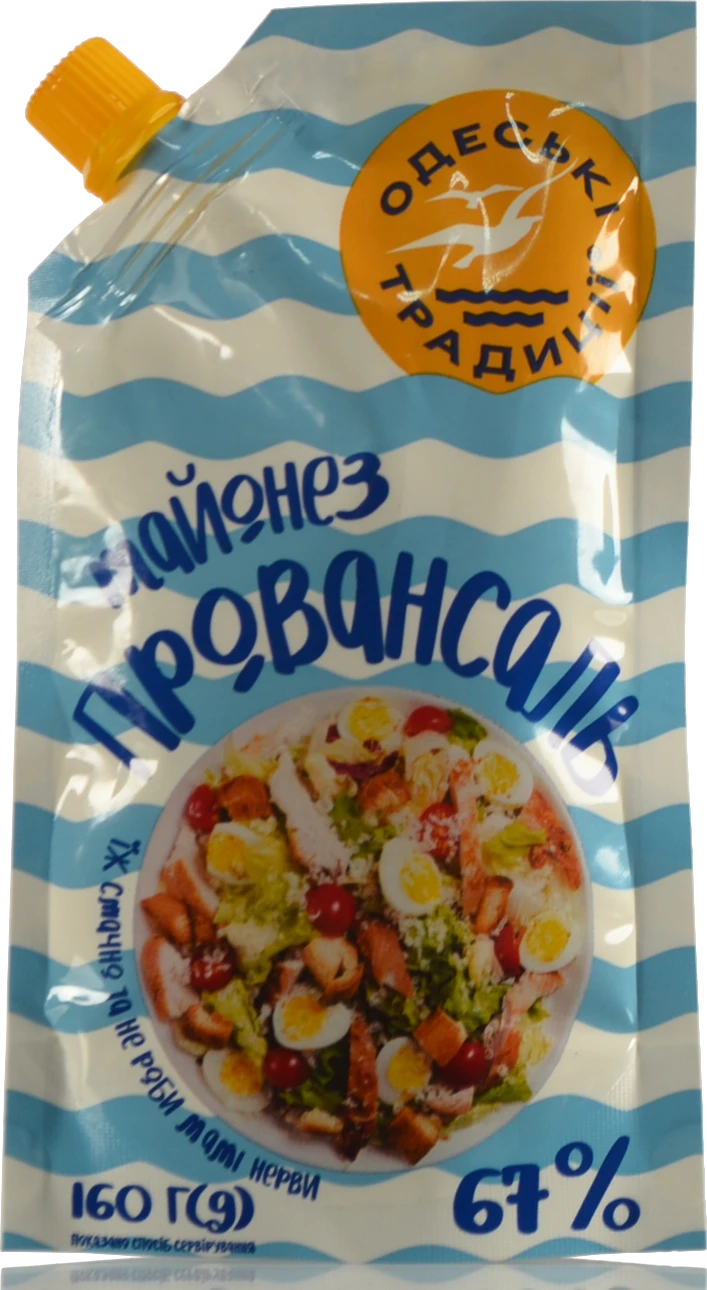 ОДЕСЬКІ
ТРАДИЦІЇ
майонез
ПРОВАНСАЛЬ
їж смачно та не роби мамі нерви
160 г(g)
67%
показано спосіб сервірування